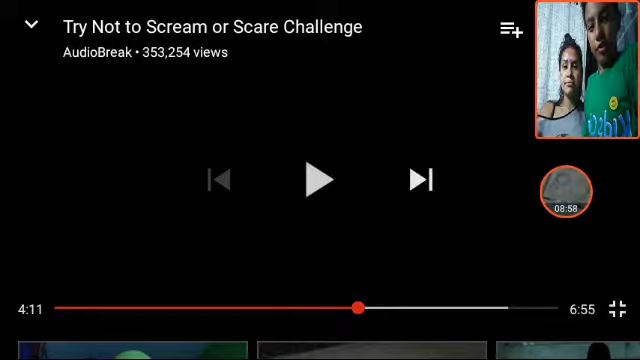 Try Not to Scream or Scare Challenge
AudioBreak • 353,254 views
08:58
4:11
6:55